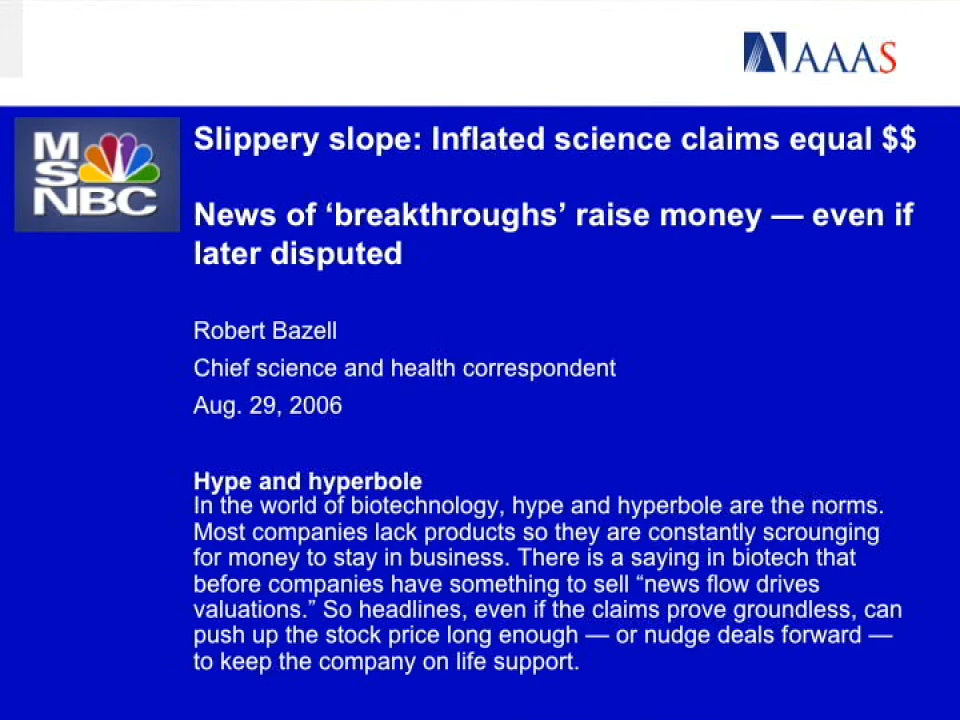 AAAS
MSNBC
Slippery slope: Inflated science claims equal $$
News of ‘breakthroughs’ raise money — even if
later disputed
Robert Bazell
Chief science and health correspondent
Aug. 29, 2006
Hype and hyperbole
In the world of biotechnology, hype and hyperbole are the norms.
Most companies lack products so they are constantly scrounging
for money to stay in business. There is a saying in biotech that
before companies have something to sell “news flow drives
valuations.” So headlines, even if the claims prove groundless, can
push up the stock price long enough — or nudge deals forward —
to keep the company on life support.